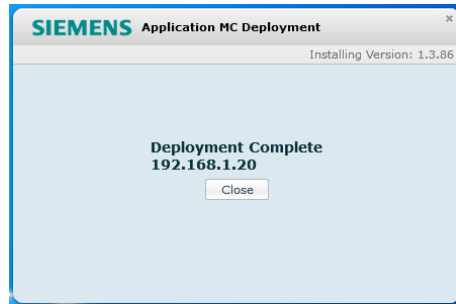 SIEMENS Application MC Deployment ×
Installing Version: 1.3.86
Deployment Complete
192.168.1.20
Close